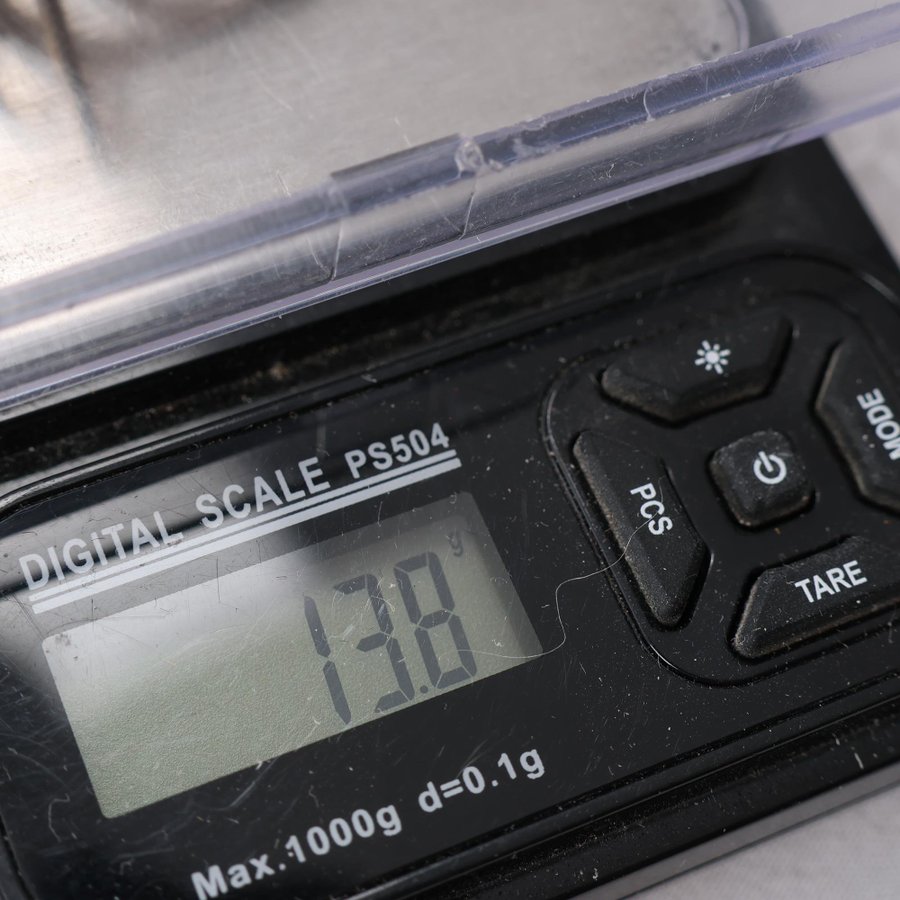 DIGITAL SCALE PS504
13.8 g
Max.1000g d=0.1g
PCS
MODE
TARE